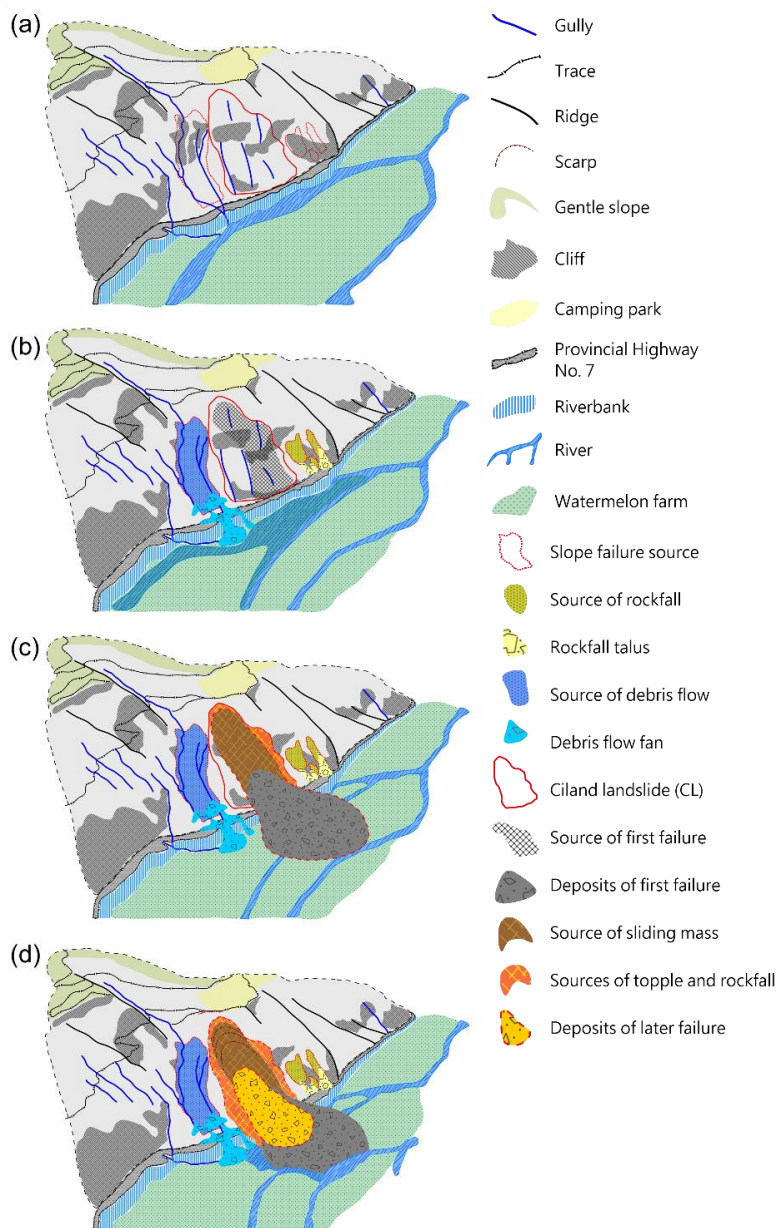 (a)
(b)
(c)
(d)
Gully
Trace
Ridge
Scarp
Gentle slope
Cliff
Camping park
Provincial Highway
No. 7
Riverbank
River
Watermelon farm
Slope failure source
Source of rockfall
Rockfall talus
Source of debris flow
Debris flow fan
Ciland landslide (CL)
Source of first failure
Deposits of first failure
Source of sliding mass
Sources of topple and rockfall
Deposits of later failure